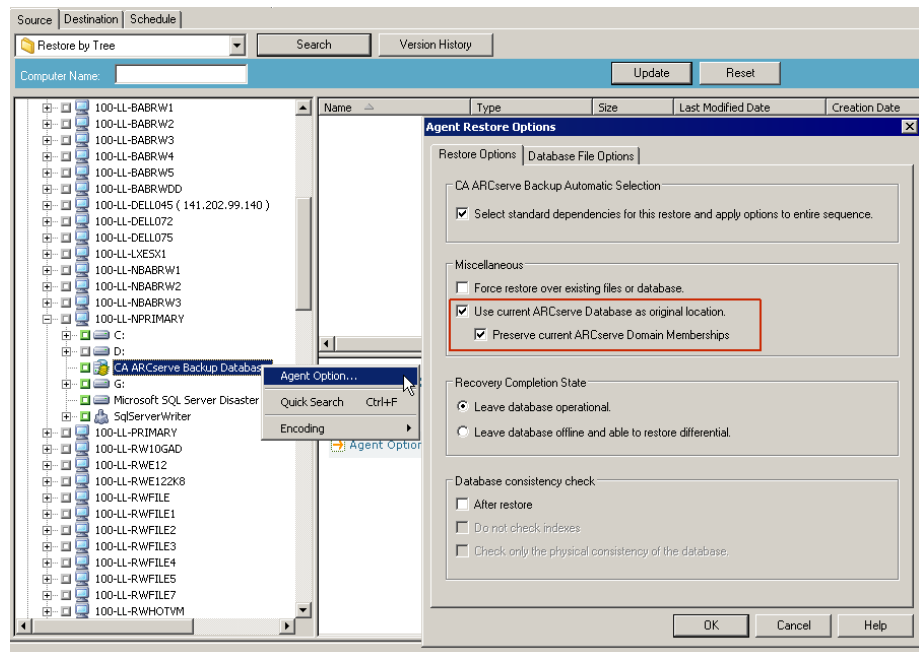 Source Destination Schedule
Restore by Tree Search Version History
Computer Name: Update Reset
Name Type Size Last Modified Date Creation Date
100-LL-BABRW1
100-LL-BABRW2
100-LL-BABRW3
100-LL-BABRW4
100-LL-BABRW5
100-LL-BABRWDD
100-LL-DELL045 ( 141.202.99.140 )
100-LL-DELL072
100-LL-DELL075
100-LL-LXESX1
100-LL-NBABRW1
100-LL-NBABRW2
100-LL-NBABRW3
100-LL-NPRIMARY
C:
D:
CA ARCserve Backup Databas
G:
Microsoft SQL Server Disaster
SqlServerWriter
100-LL-PRIMARY
100-LL-RW10GAD
100-LL-RWE12
100-LL-RWE122K8
100-LL-RWFILE
100-LL-RWFILE1
100-LL-RWFILE2
100-LL-RWFILE3
100-LL-RWFILE4
100-LL-RWFILE5
100-LL-RWFILE7
100-LL-RWHOTVM
Agent Option...
Quick Search Ctrl+F
Encoding
Agent Option
Agent Restore Options
Restore Options Database File Options
CA ARCserve Backup Automatic Selection
Select standard dependencies for this restore and apply options to entire sequence.
Miscellaneous
Force restore over existing files or database.
Use current ARCserve Database as original location.
Preserve current ARCserve Domain Memberships
Recovery Completion State
Leave database operational.
Leave database offline and able to restore differential.
Database consistency check
After restore
Do not check indexes
Check only the physical consistency of the database.
OK Cancel Help